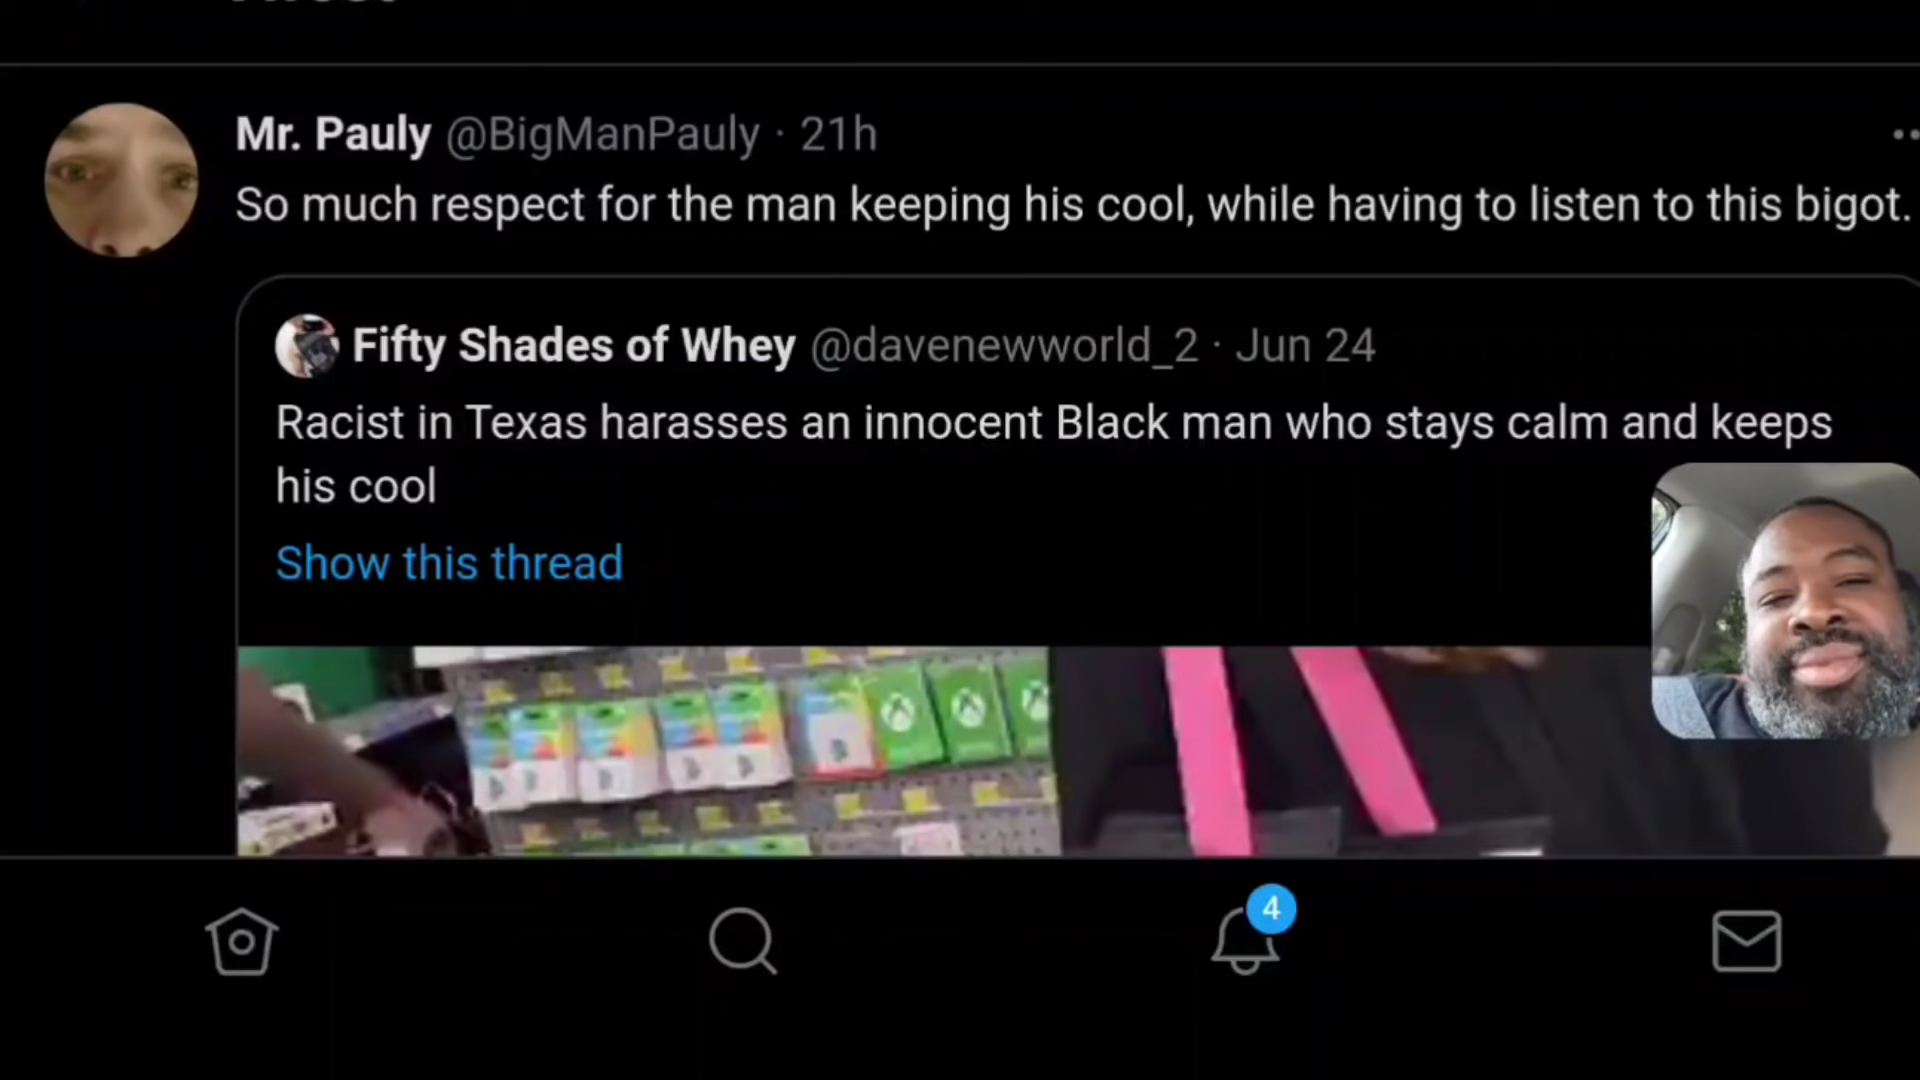 Mr. Pauly @BigManPauly · 21h
So much respect for the man keeping his cool, while having to listen to this bigot.
Fifty Shades of Whey @davenewworld_2 · Jun 24
Racist in Texas harasses an innocent Black man who stays calm and keeps
his cool
Show this thread
4